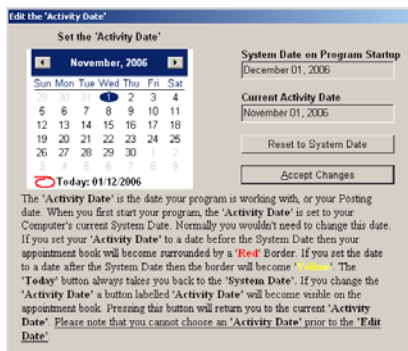 Edit the 'Activity Date'
Set the 'Activity Date'
November, 2006
Sun Mon Tue Wed Thu Fri Sat
29 30 31 1 2 3 4
5 6 7 8 9 10 11
12 13 14 15 16 17 18
19 20 21 22 23 24 25
26 27 28 29 30 1 2
3 4 5 6 7 8 9
Today: 01/12/2006
System Date on Program Startup
December 01, 2006
Current Activity Date
November 01, 2006
Reset to System Date
Accept Changes
The 'Activity Date' is the date your program is working with, or your Posting
date. When you first start your program, the 'Activity Date' is set to your
Computer's current System Date. Normally you wouldn't need to change this date.
If you set your 'Activity Date' to a date before the System Date then your
appointment book will become surrounded by a 'Red' Border. If you set the date
to a date after the System Date then the border will become 'Yellow'. The
'Today' button always takes you back to the 'System Date'. If you change the
'Activity Date' a button labelled 'Activity Date' will become visible on the
appointment book. Pressing this button will return you to the current 'Activity
Date'. Please note that you cannot choose an 'Activity Date' prior to the 'Edit
Date'.